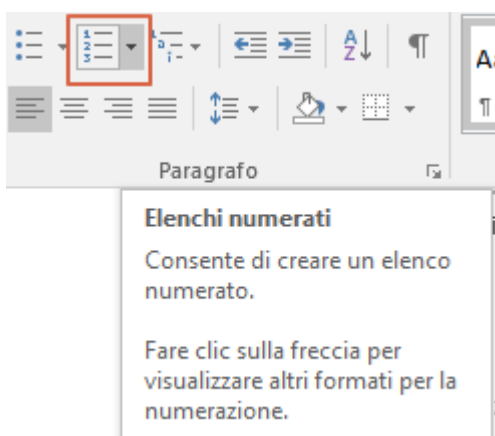 Aa
¶
Paragrafo
Elenchi numerati
Consente di creare un elenco
numerato.
Fare clic sulla freccia per
visualizzare altri formati per la
numerazione.